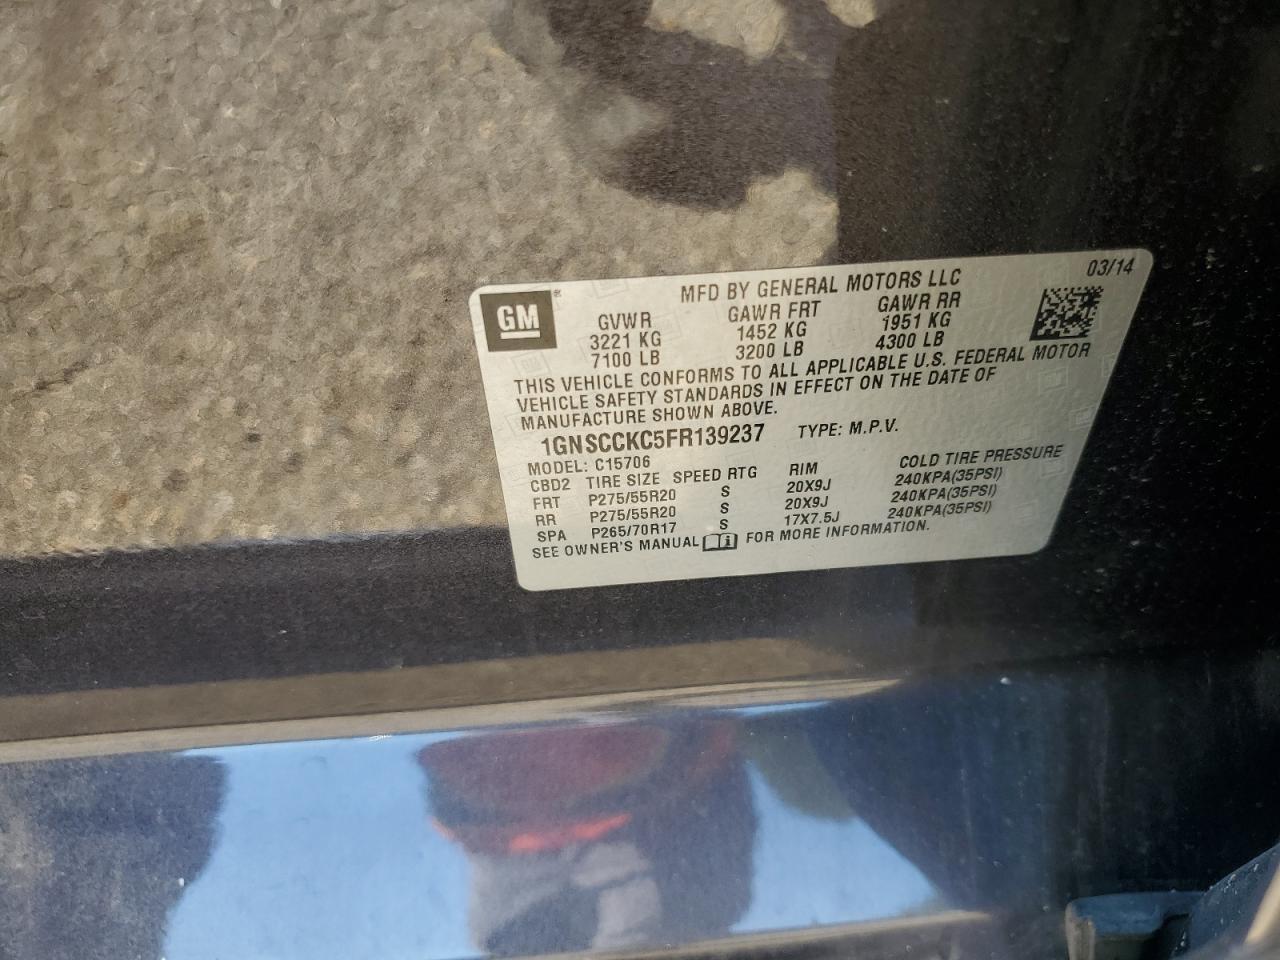 GM
MFD BY GENERAL MOTORS LLC 03/14
GVWR GAWR FRT GAWR RR
3221 KG 1452 KG 1951 KG
7100 LB 3200 LB 4300 LB
THIS VEHICLE CONFORMS TO ALL APPLICABLE U.S. FEDERAL MOTOR
VEHICLE SAFETY STANDARDS IN EFFECT ON THE DATE OF
MANUFACTURE SHOWN ABOVE.
1GNSCCKC5FR139237 TYPE: M.P.V.
MODEL: C15706
CBD2 TIRE SIZE SPEED RTG RIM COLD TIRE PRESSURE
FRT P275/55R20 S 20X9J 240KPA(35PSI)
RR P275/55R20 S 20X9J 240KPA(35PSI)
SPA P265/70R17 S 17X7.5J 240KPA(35PSI)
SEE OWNER'S MANUAL FOR MORE INFORMATION.